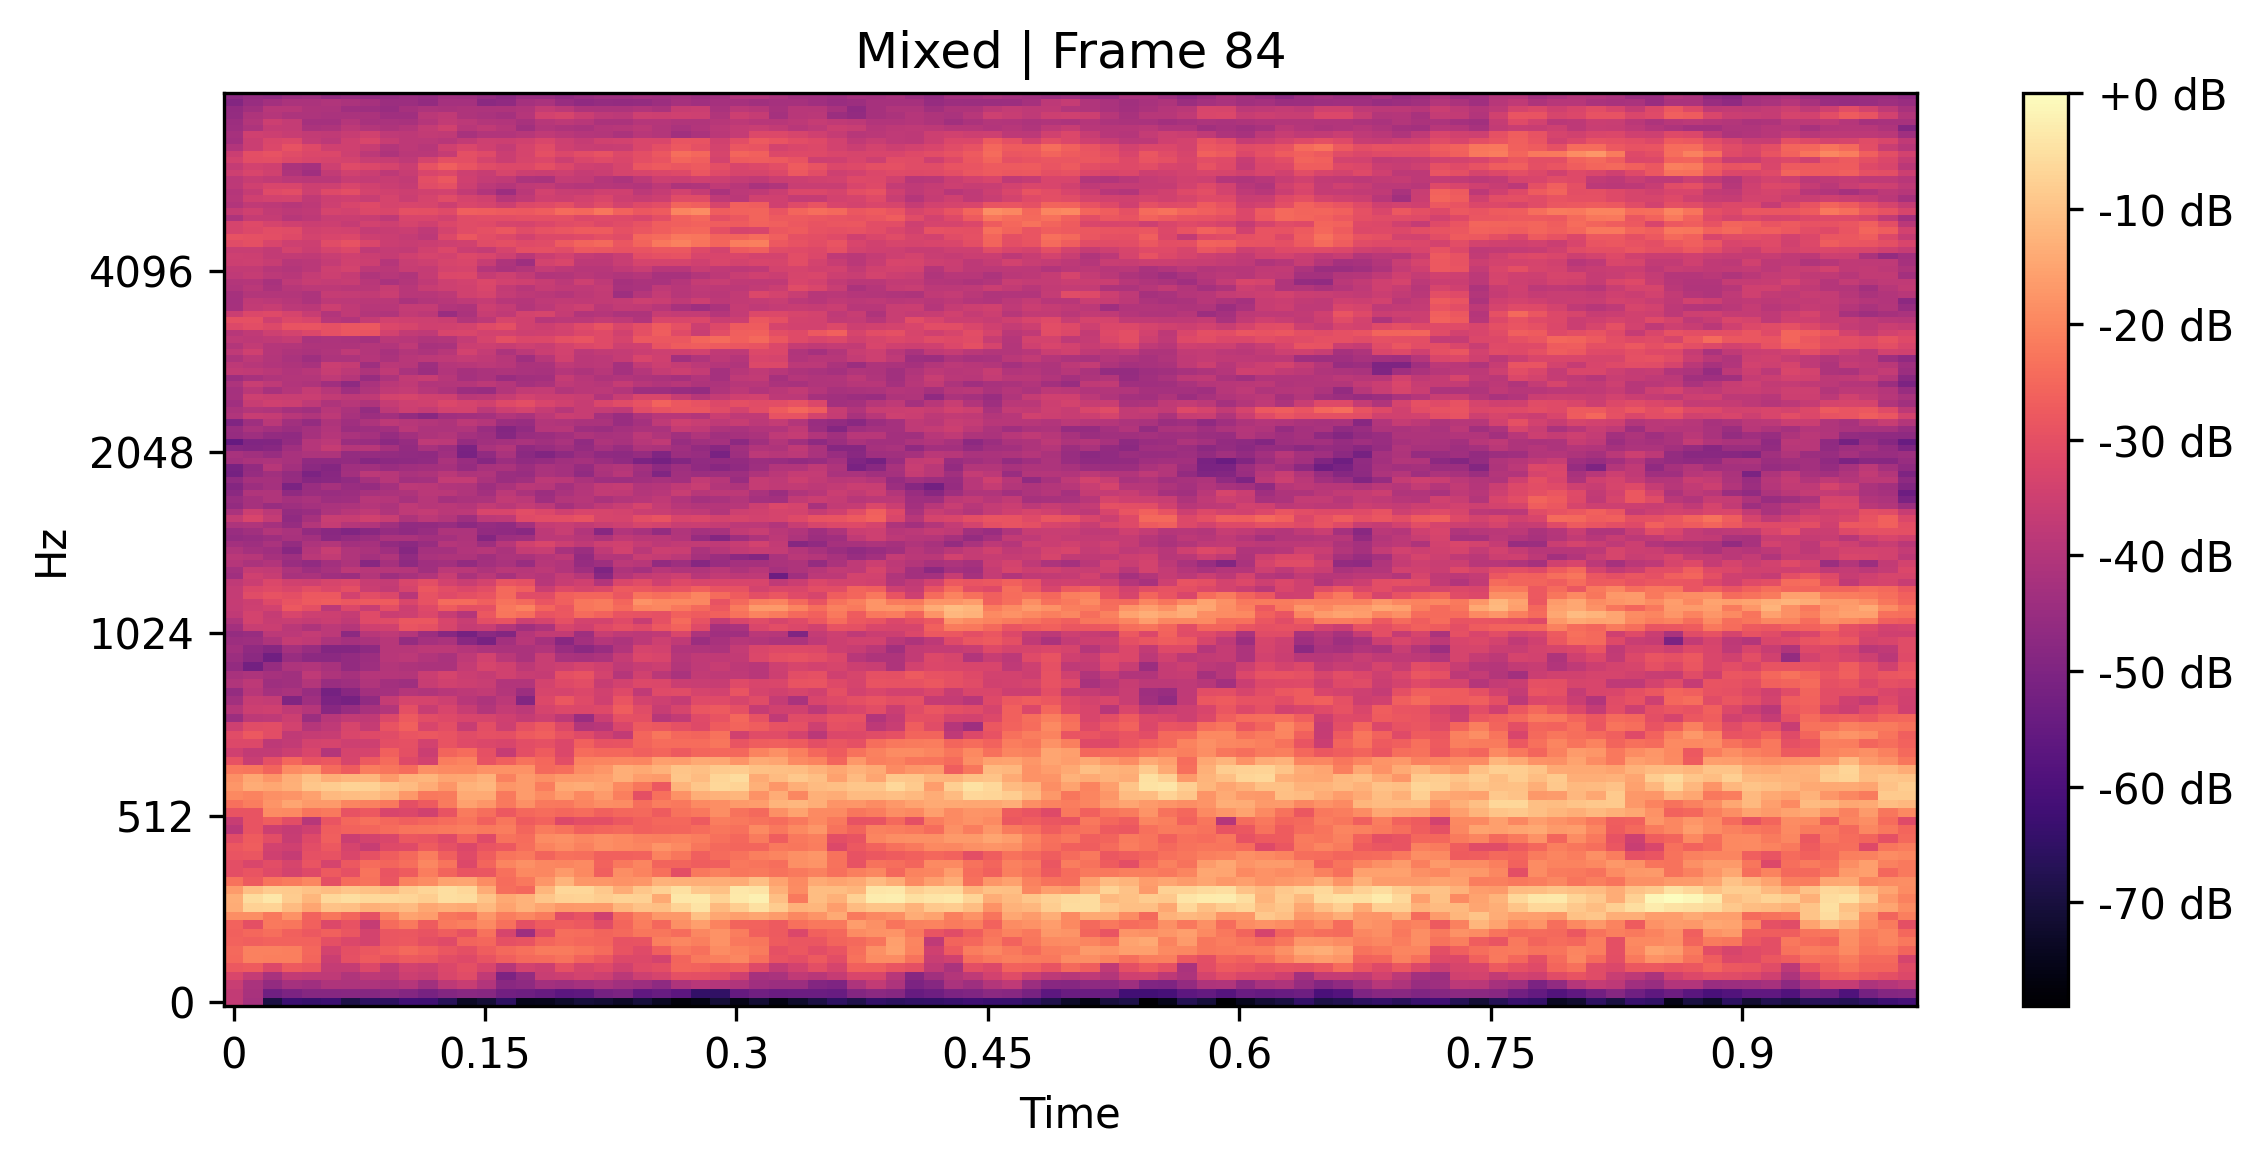 Mixed | Frame 84
Hz
4096
2048
1024
512
0
0 0.15 0.3 0.45 0.6 0.75 0.9
Time
+0 dB
-10 dB
-20 dB
-30 dB
-40 dB
-50 dB
-60 dB
-70 dB